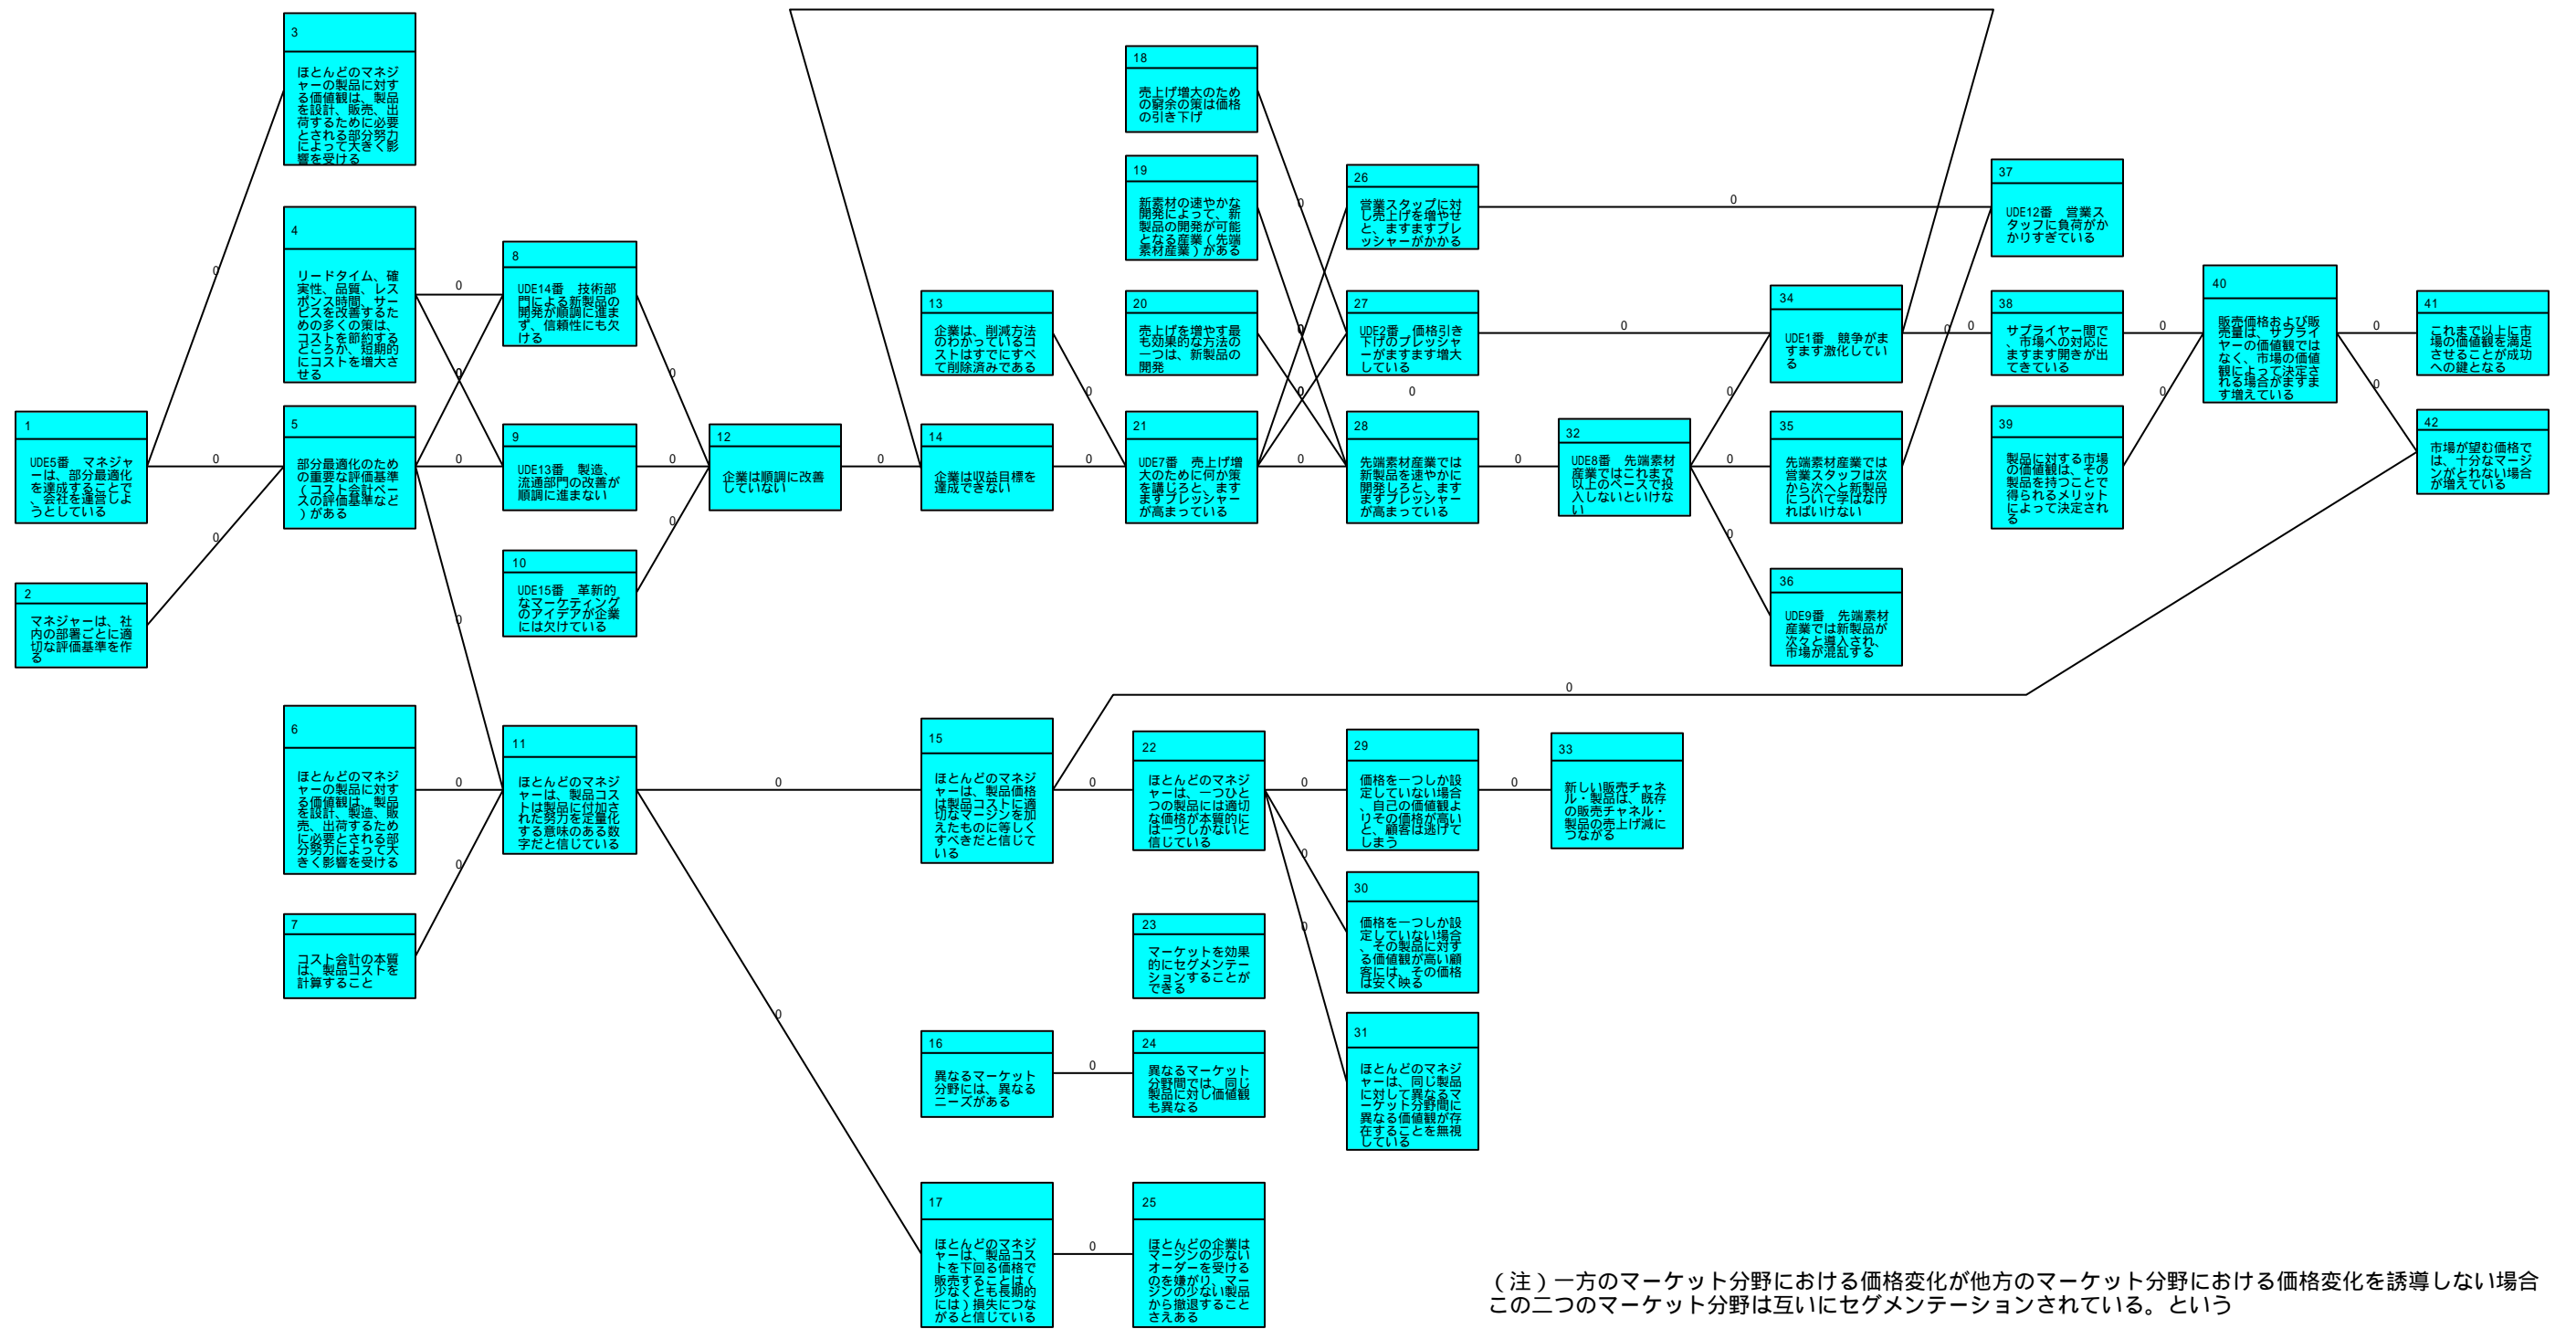 1
UDE5番　マネジャ
ーは、部分最適化
を達成することで
、会社を運営しよ
うとしている
2
マネジャーは、社
内の部署ごとに適
切な評価基準を作
る
3
ほとんどのマネジ
ャーの製品に対す
る価値観は、製品
を設計、販売、出
荷するために必要
とされる部分努力
によって大きく影
響を受ける
4
リードタイム、確
実性、品質、レス
ポンス時間、サー
ビスを改善するた
めの多くの策は、
コストを節約する
どころか、短期的
にコストを増大さ
せる
5
部分最適化のため
の重要な評価基準
（コスト会計ベー
スの評価基準など
）がある
6
ほとんどのマネジ
ャーの製品に対す
る価値観は、製品
を設計、製造、販
売、出荷するため
に必要とされる部
分努力によって大
きく影響を受ける
7
コスト会計の本質
は、製品コストを
計算すること
8
UDE14番　技術部
門による新製品の
開発が順調に進ま
ず、信頼性にも欠
ける
9
UDE13番　製造、
流通部門の改善が
順調に進まない
10
UDE15番　革新的
なマーケティング
のアイデアが企業
には欠けている
11
ほとんどのマネジ
ャーは、製品コス
トは製品に付加さ
れた努力を定量化
する意味のある数
字だと信じている
12
企業は順調に改善
していない
13
企業は、削減方法
のわかっているコ
ストはすでにすべ
て削除済みである
14
企業は収益目標を
達成できない
15
ほとんどのマネジ
ャーは、製品価格
は製品コストに適
切なマージンを加
えたものに等しく
すべきだと信じて
いる
16
異なるマーケット
分野には、異なる
ニーズがある
17
ほとんどのマネジ
ャーは、製品コス
トを下回る価格で
販売することは（
少なくとも長期的
には）損失につな
がると信じている
18
売上げ増大のため
の窮余の策は価格
の引き下げ
19
新素材の速やかな
開発によって、新
製品の開発が可能
となる産業（先端
素材産業）がある
20
売上げを増やす最
も効果的な方法の
一つは、新製品の
開発
21
UDE7番　売上げ増
大のために何か策
を講じろと、ます
ますプレッシャー
が高まっている
22
ほとんどのマネジ
ャーは、一つひと
つの製品には適切
な価格が本質的に
は一つしかないと
信じている
23
マーケットを効果
的にセグメンテー
ションすることが
できる
24
異なるマーケット
分野間では、同じ
製品に対し価値観
も異なる
25
ほとんどの企業は
マージンの少ない
オーダーを受ける
のを嫌がり、マー
ジンの少ない製品
から撤退すること
さえある
26
営業スタッフに対
し売上げを増やせ
と、ますますプレ
ッシャーがかかる
27
UDE2番　価格引き
下げのプレッシャ
ーがますます増大
している
28
先端素材産業では
新製品を速やかに
開発しろと、ます
ますプレッシャー
が高まっている
29
価格を一つしか設
定していない場合
、自己の価値観よ
りその価格が高い
と、顧客は逃げて
しまう
30
価格を一つしか設
定していない場合
、その製品に対す
る価値観が高い顧
客には、その価格
は安く映る
31
ほとんどのマネジ
ャーは、同じ製品
に対して異なるマ
ーケット分野間に
異なる価値観が存
在することを無視
している
32
UDE8番　先端素材
産業ではこれまで
以上のペースで投
入しないといけな
い
33
新しい販売チャネ
ル・製品は、既存
の販売チャネル・
製品の売上げ減に
つながる
34
UDE1番　競争がま
すます激化してい
る
35
先端素材産業では
営業スタッフは次
から次へと新製品
について学ばなけ
ればいけない
36
UDE9番　先端素材
産業では新製品が
次々と導入され、
市場が混乱する
37
UDE12番　営業ス
タッフに負荷がか
かりすぎている
38
サプライヤー間で
、市場への対応に
ますます開きが出
てきている
39
製品に対する市場
の価値観は、その
製品を持つことで
得られるメリット
によって決定され
る
40
販売価格および販
売量は、サプライ
ヤーの価値観では
なく、市場の価値
観によって決定さ
れる場合がますま
す増えている
41
これまで以上に市
場の価値観を満足
させることが成功
への鍵となる
42
市場が望む価格で
は、十分なマージ
ンがとれない場合
が増えている
（注）一方のマーケット分野における価格変化が他方のマーケット分野における価格変化を誘導しない場合
この二つのマーケット分野は互いにセグメンテーションされている。という